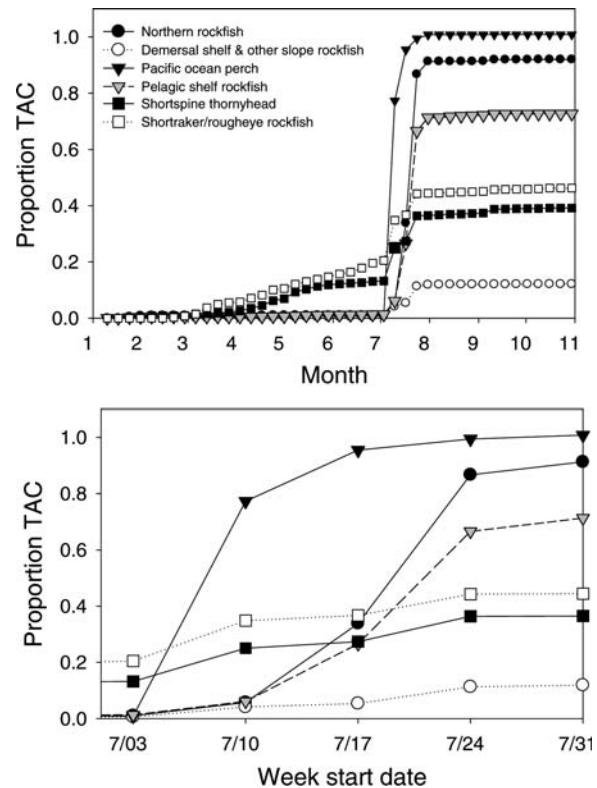 Proportion TAC
1.0
0.8
0.6
0.4
0.2
0.0
Northern rockfish
Demersal shelf & other slope rockfish
Pacific ocean perch
Pelagic shelf rockfish
Shortspine thornyhead
Shortraker/rougheye rockfish
1 2 3 4 5 6 7 8 9 10 11
Month
Proportion TAC
1.0
0.8
0.6
0.4
0.2
0.0
7/03 7/10 7/17 7/24 7/31
Week start date